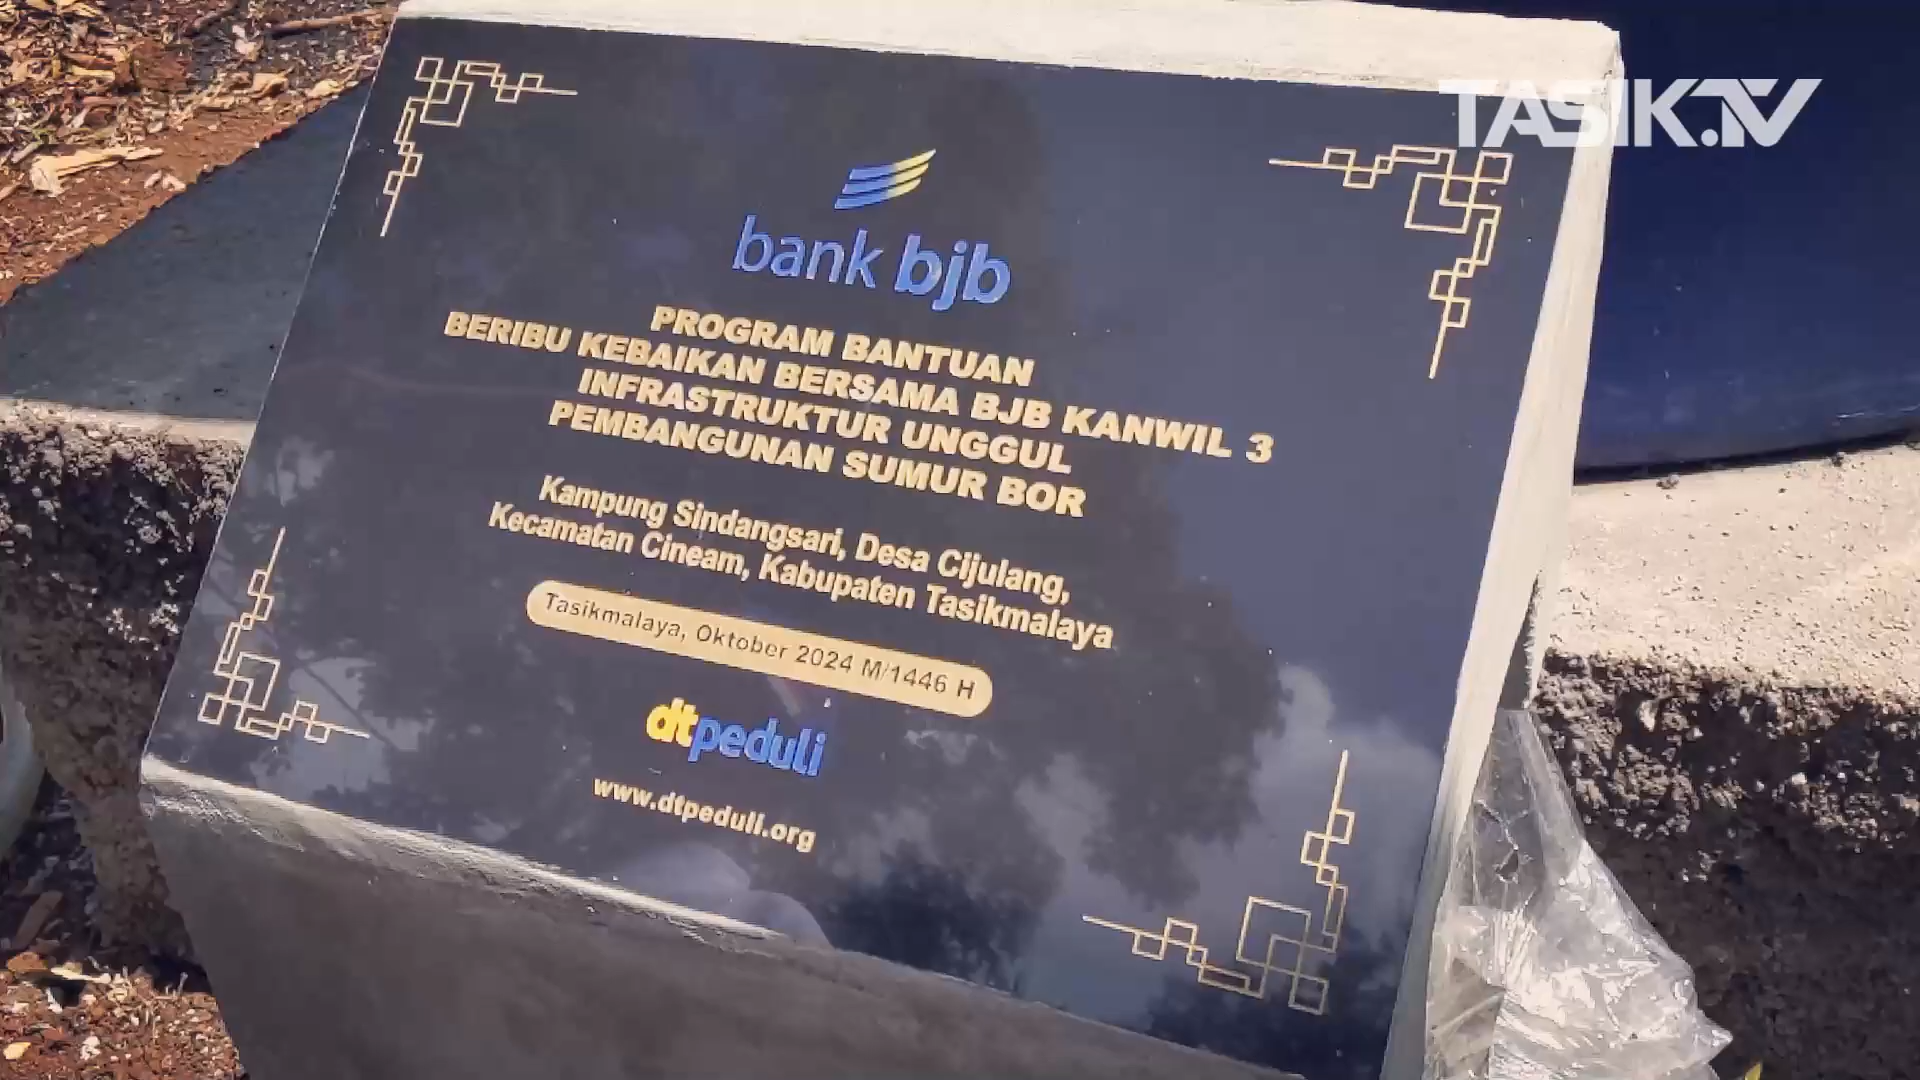 TASIK.TV
bank bjb
PROGRAM BANTUAN
BERIBU KEBAIKAN BERSAMA BJB KANWIL 3
INFRASTRUKTUR UNGGUL
PEMBANGUNAN SUMUR BOR
Kampung Sindangsari, Desa Cijulang,
Kecamatan Cineam, Kabupaten Tasikmalaya
Tasikmalaya, Oktober 2024 M/1446 H
dtpeduli
www.dtpeduli.org